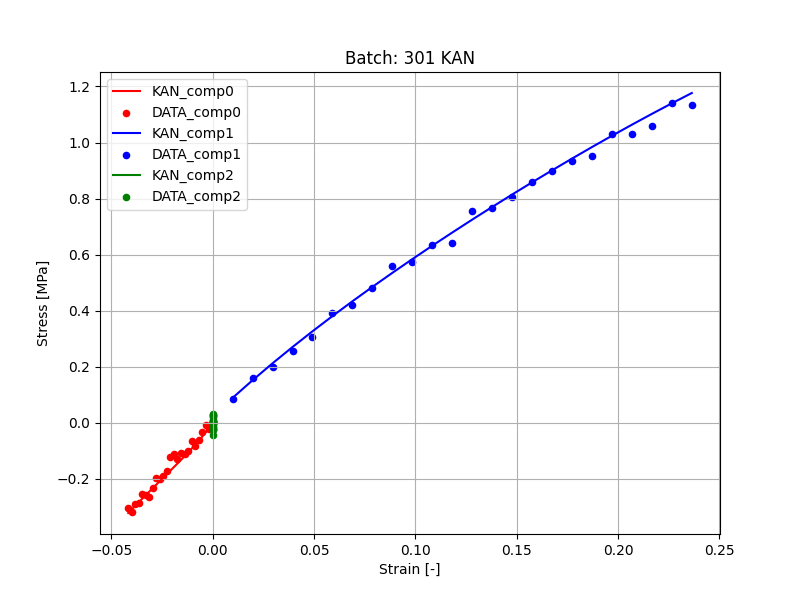 Batch: 301 KAN
KAN_comp0
DATA_comp0
KAN_comp1
DATA_comp1
KAN_comp2
DATA_comp2
Stress [MPa]
1.2
1.0
0.8
0.6
0.4
0.2
0.0
−0.2
−0.05
0.00
0.05
0.10
0.15
0.20
0.25
Strain [-]